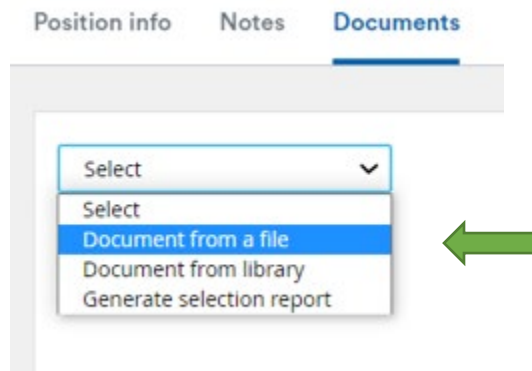 Position info Notes Documents
Select
Select
Document from a file
Document from library
Generate selection report